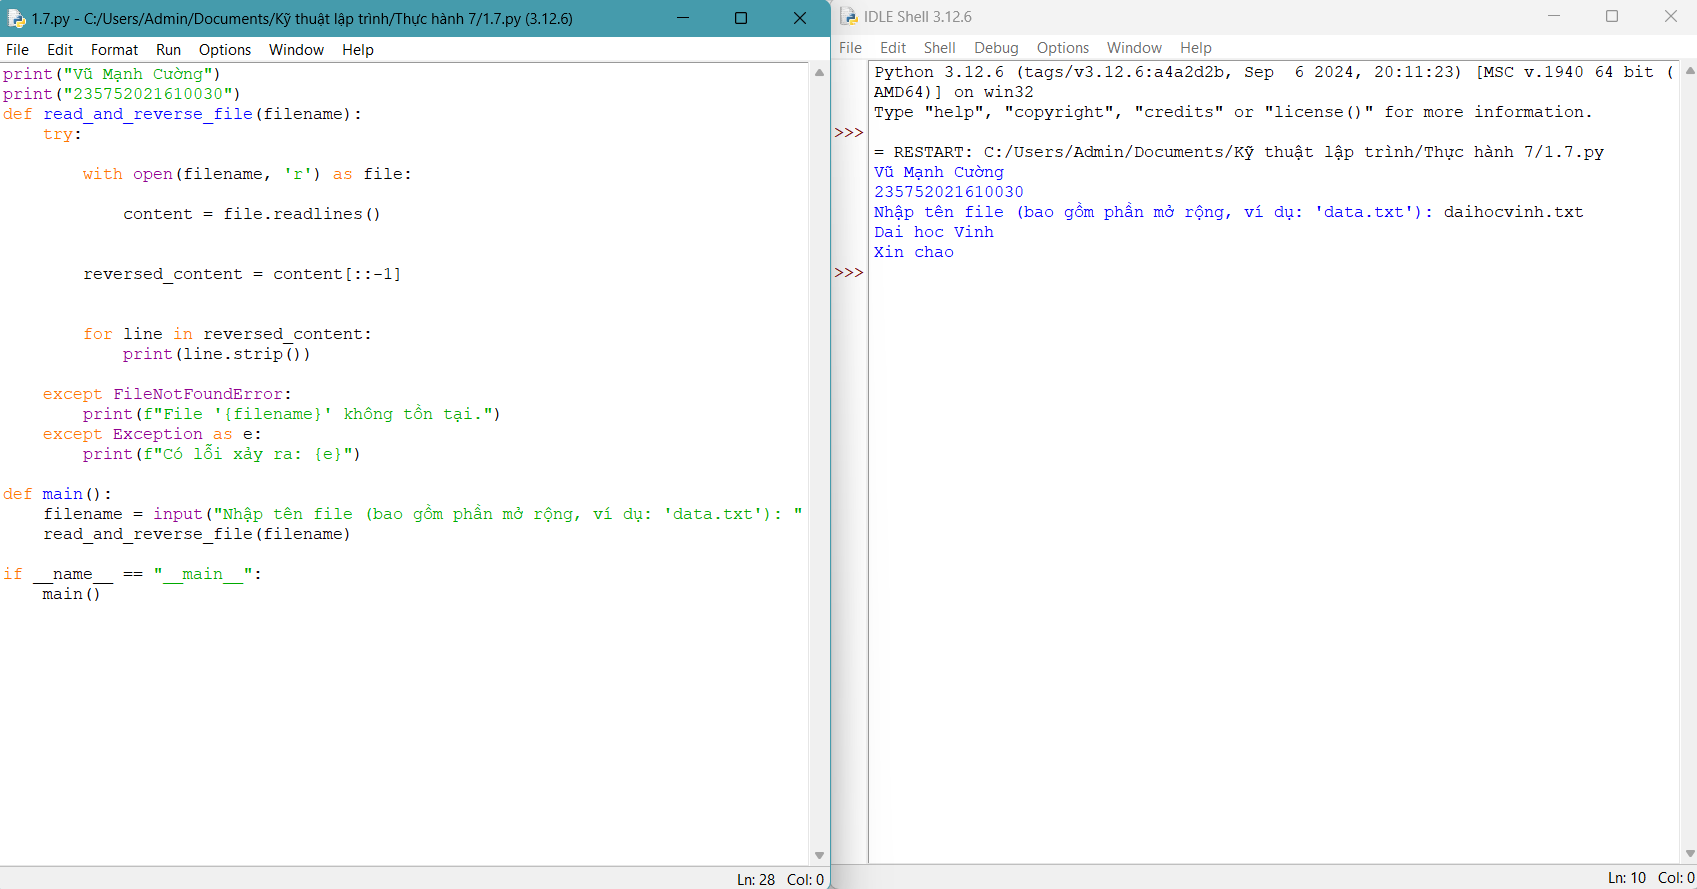 1.7.py - C:/Users/Admin/Documents/Kỹ thuật lập trình/Thực hành 7/1.7.py (3.12.6)
File Edit Format Run Options Window Help
print("Vũ Mạnh Cường")
print("235752021610030")
def read_and_reverse_file(filename):
    try:
        with open(filename, 'r') as file:
            content = file.readlines()
        reversed_content = content[::-1]
        for line in reversed_content:
            print(line.strip())
    except FileNotFoundError:
        print(f"File '{filename}' không tồn tại.")
    except Exception as e:
        print(f"Có lỗi xảy ra: {e}")
def main():
    filename = input("Nhập tên file (bao gồm phần mở rộng, ví dụ: 'data.txt'): "
    read_and_reverse_file(filename)
if __name__ == "__main__":
    main()
Ln: 28 Col: 0
IDLE Shell 3.12.6
File Edit Shell Debug Options Window Help
Python 3.12.6 (tags/v3.12.6:a4a2d2b, Sep  6 2024, 20:11:23) [MSC v.1940 64 bit (
AMD64)] on win32
Type "help", "copyright", "credits" or "license()" for more information.
>>>
= RESTART: C:/Users/Admin/Documents/Kỹ thuật lập trình/Thực hành 7/1.7.py
Vũ Mạnh Cường
235752021610030
Nhập tên file (bao gồm phần mở rộng, ví dụ: 'data.txt'): daihocvinh.txt
Dai hoc Vinh
Xin chao
>>>
Ln: 10 Col: 0